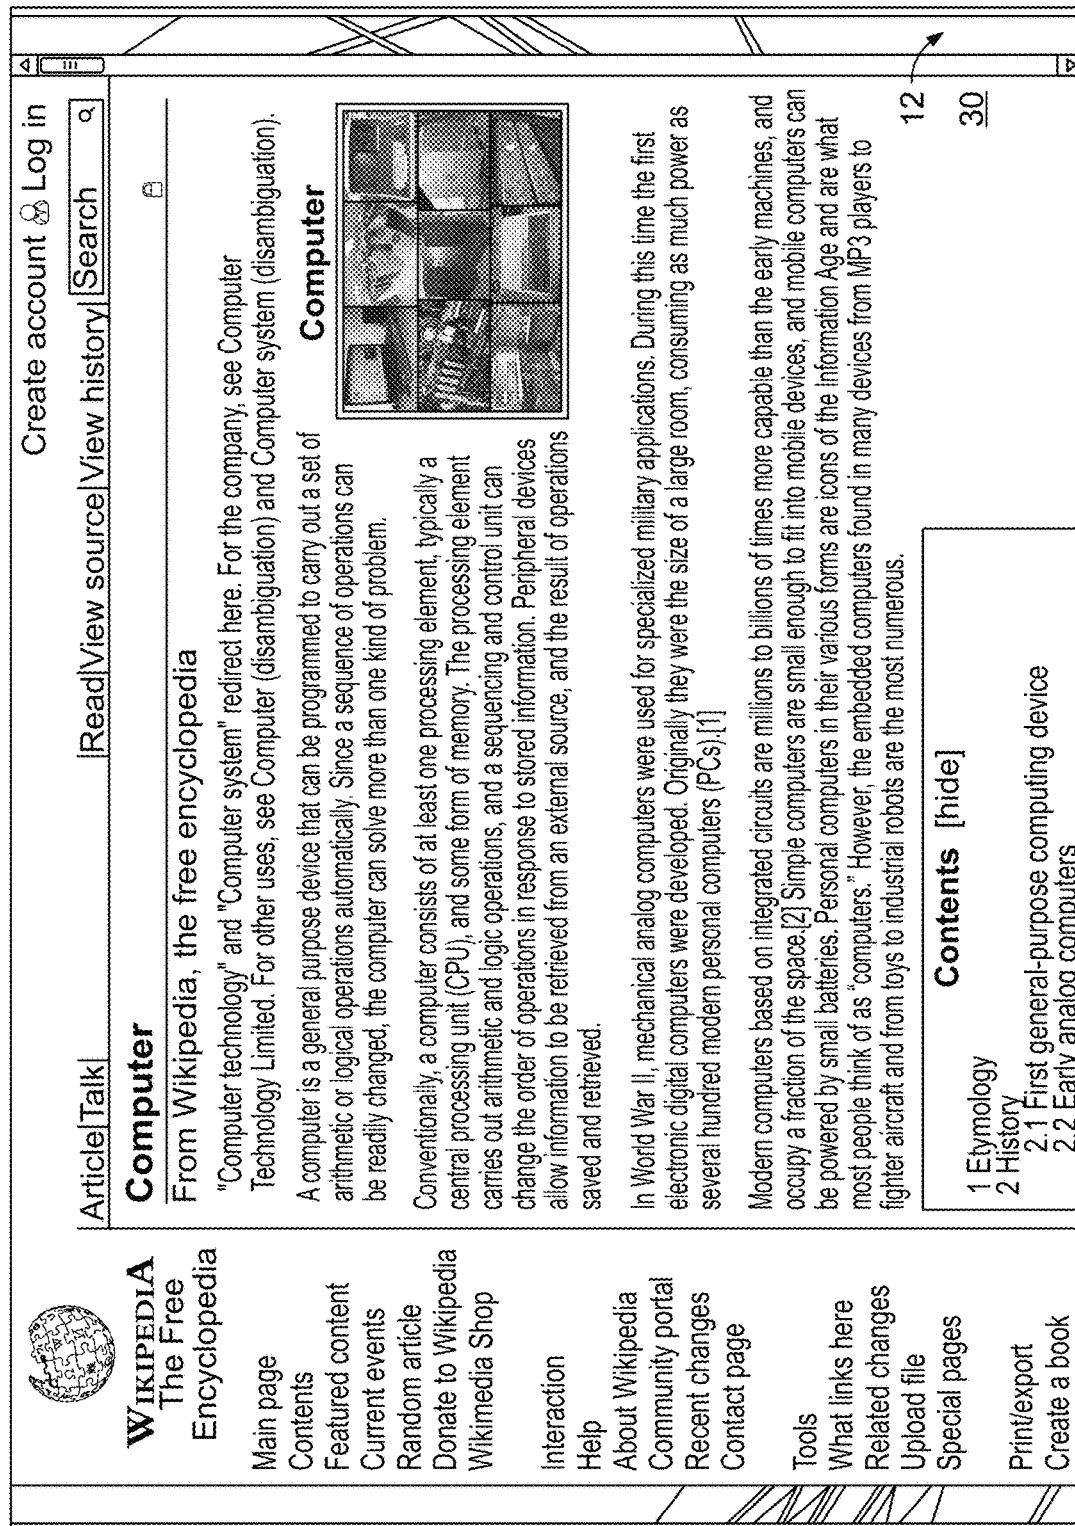 Create account Log in
Article|Talk|
|Read|View source|View history|Search
WIKIPEDIA
The Free
Encyclopedia
Main page
Contents
Featured content
Current events
Random article
Donate to Wikipedia
Wikimedia Shop
Interaction
Help
About Wikipedia
Community portal
Recent changes
Contact page
Tools
What links here
Related changes
Upload file
Special pages
Print/export
Create a book
Computer
From Wikipedia, the free encyclopedia
"Computer technology" and "Computer system" redirect here. For the company, see Computer
Technology Limited. For other uses, see Computer (disambiguation) and Computer system (disambiguation).
A computer is a general purpose device that can be programmed to carry out a set of
arithmetic or logical operations automatically. Since a sequence of operations can
be readily changed, the computer can solve more than one kind of problem.
Computer
Conventionally, a computer consists of at least one processing element, typically a
central processing unit (CPU), and some form of memory. The processing element
carries out arithmetic and logic operations, and a sequencing and control unit can
change the order of operations in response to stored information. Peripheral devices
allow information to be retrieved from an external source, and the result of operations
saved and retrieved.
In World War II, mechanical analog computers were used for specialized military applications. During this time the first
electronic digital computers were developed. Originally they were the size of a large room, consuming as much power as
several hundred modern personal computers (PCs).[1]
Modern computers based on integrated circuits are millions to billions of times more capable than the early machines, and
occupy a fraction of the space.[2] Simple computers are small enough to fit into mobile devices, and mobile computers can
be powered by small batteries. Personal computers in their various forms are icons of the Information Age and are what
most people think of as “computers.” However, the embedded computers found in many devices from MP3 players to
fighter aircraft and from toys to industrial robots are the most numerous.
Contents [hide]
1 Etymology
2 History
2.1 First general-purpose computing device
2.2 Early analog computers
12
30